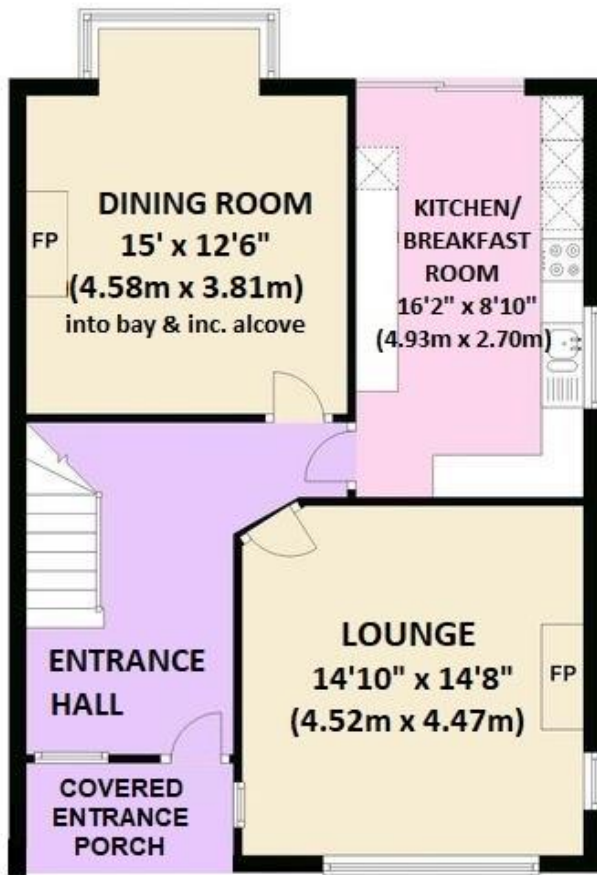 DINING ROOM
15' x 12'6"
(4.58m x 3.81m)
into bay & inc. alcove
FP
KITCHEN/
BREAKFAST
ROOM
16'2" x 8'10"
(4.93m x 2.70m)
ENTRANCE
HALL
LOUNGE
14'10" x 14'8"
(4.52m x 4.47m)
FP
COVERED
ENTRANCE
PORCH